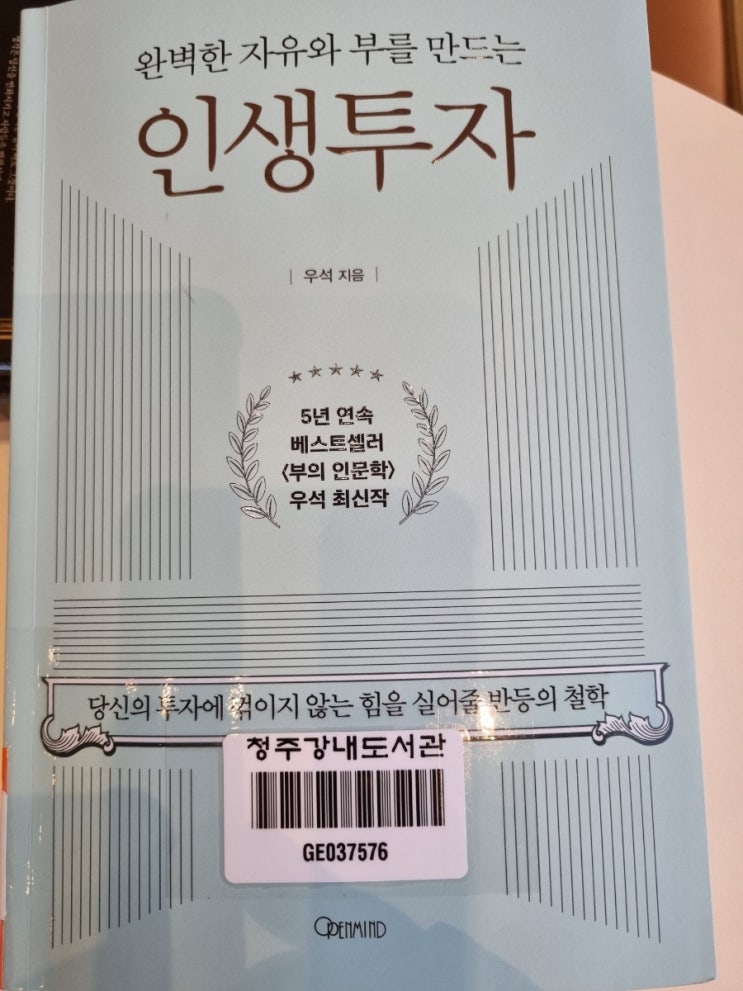 완벽한 자유와 부를 만드는
인생투자
| 우석 지음 |
5년 연속
베스트셀러
〈부의 인문학〉
우석 최신작
당신의 투자에 꺾이지 않는 힘을 실어줄 반등의 철학
청주강내도서관
GE037576
OPENMIND